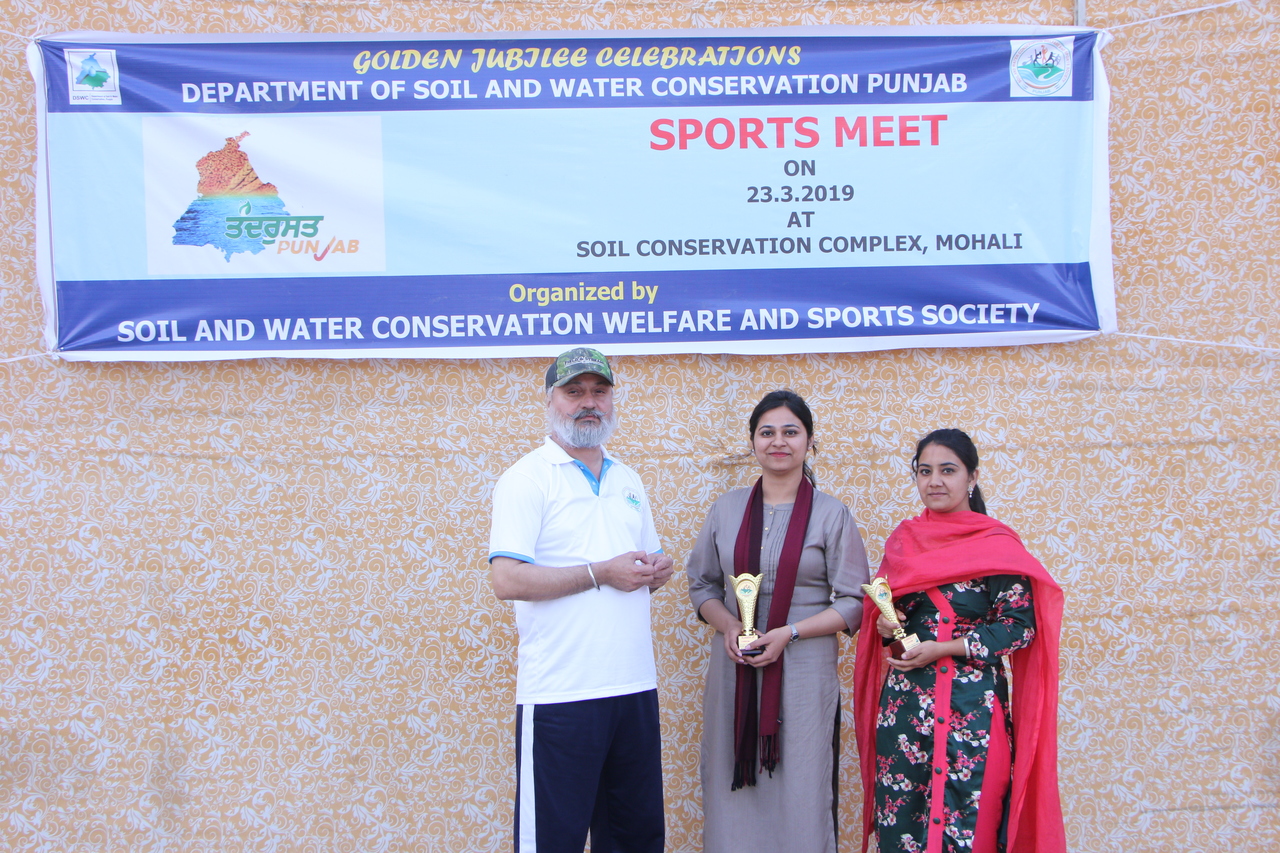 GOLDEN JUBILEE CELEBRATIONS
DEPARTMENT OF SOIL AND WATER CONSERVATION PUNJAB
DSWC
ਤੰਦਰੁਸਤ
PUNJAB
SPORTS MEET
ON
23.3.2019
AT
SOIL CONSERVATION COMPLEX, MOHALI
Organized by
SOIL AND WATER CONSERVATION WELFARE AND SPORTS SOCIETY